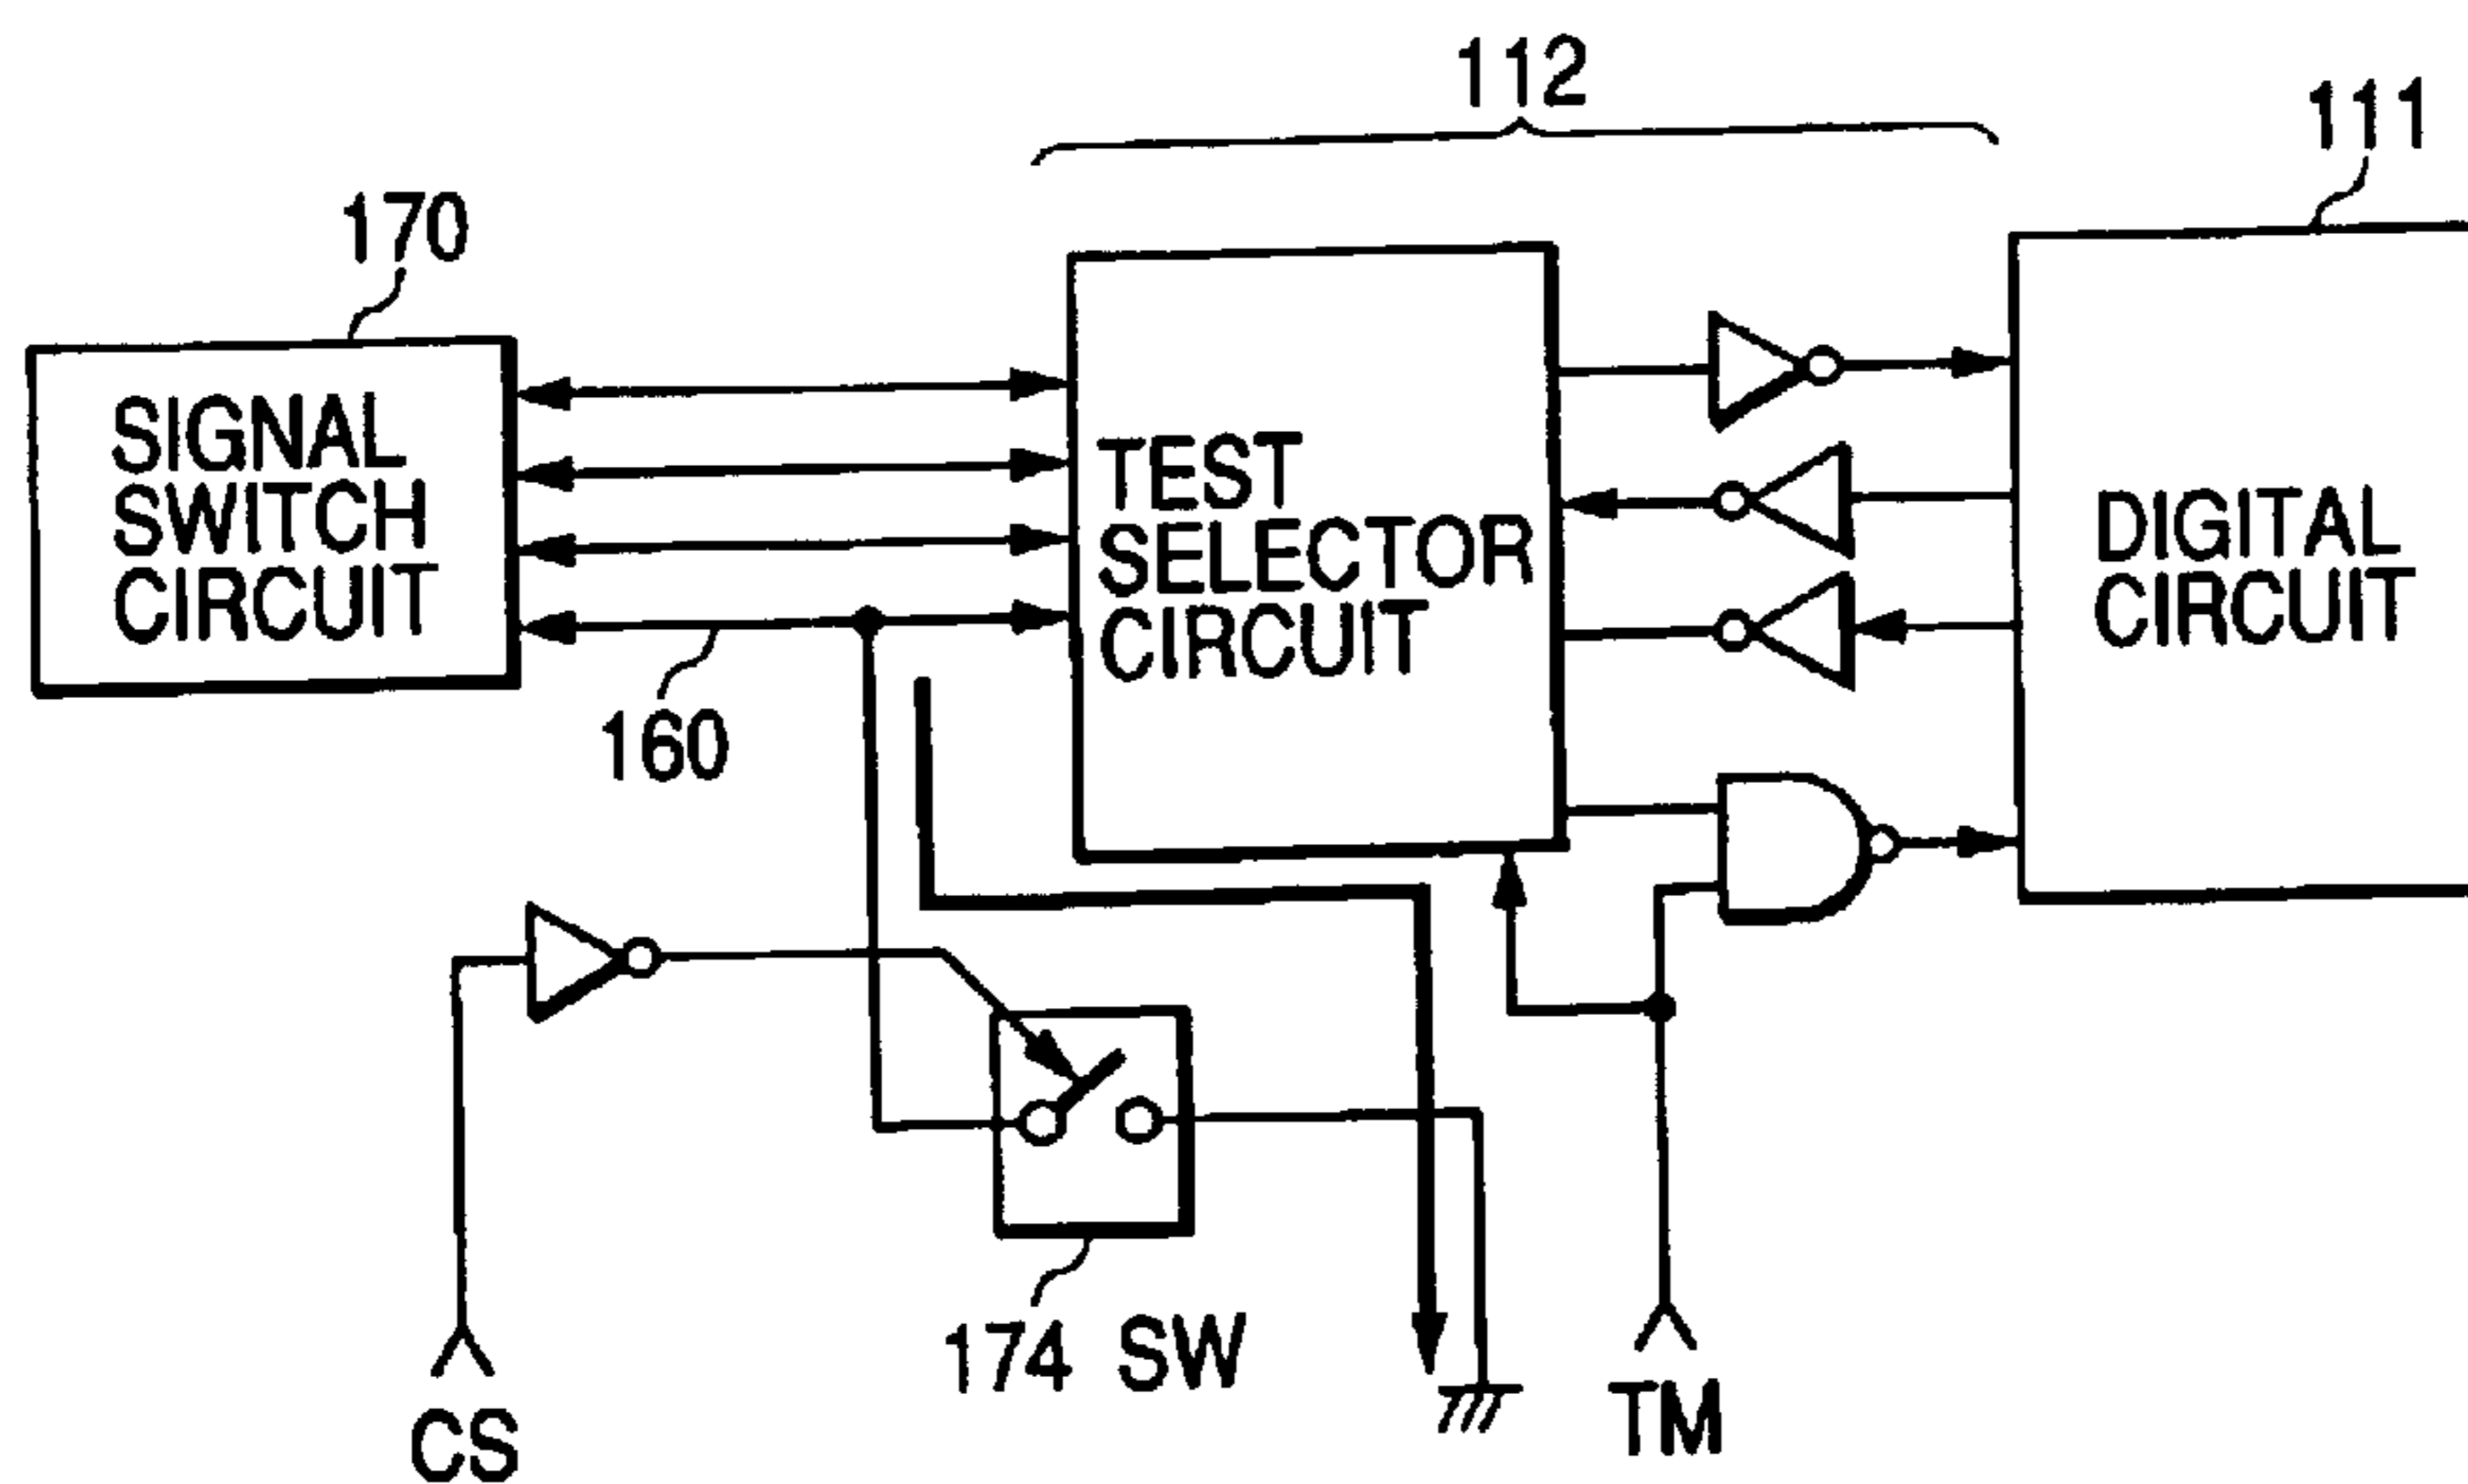 112
111
170
SIGNAL
SWITCH
CIRCUIT
TEST
SELECTOR
CIRCUIT
DIGITAL
CIRCUIT
160
174 SW
TM
CS